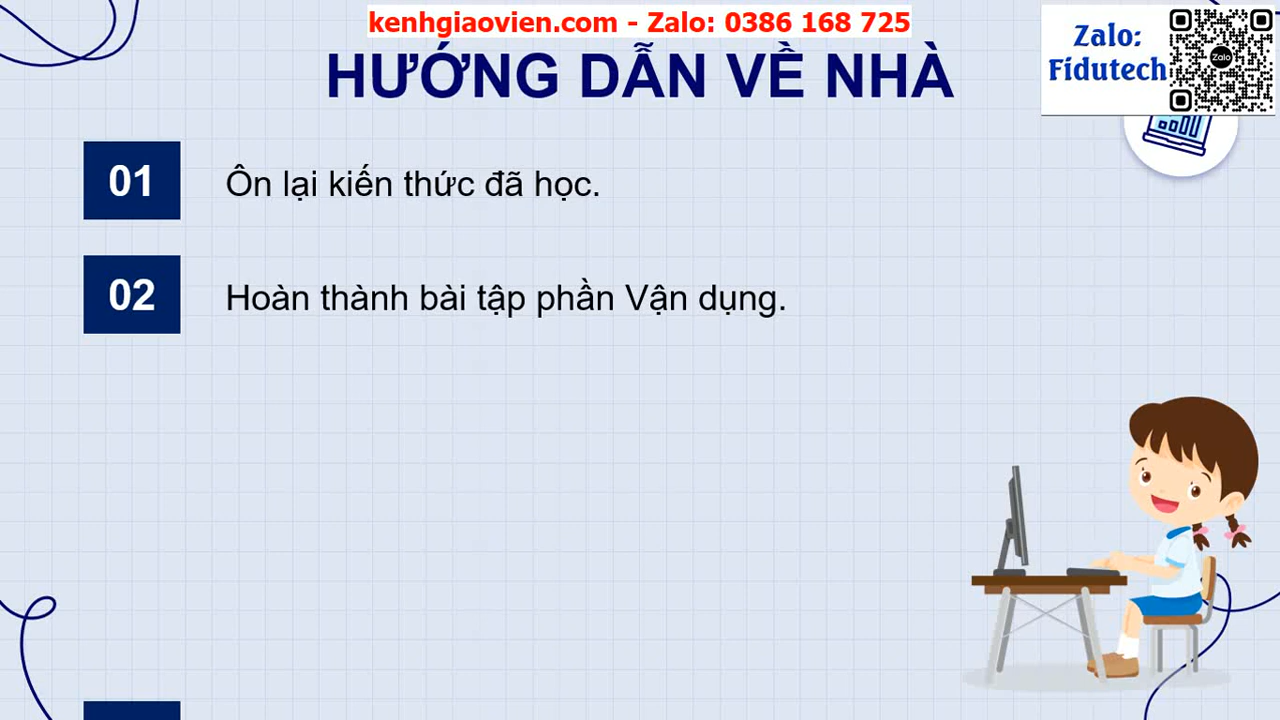 kenhgiaovien.com - Zalo: 0386 168 725
Zalo:
Fidutech
Zalo
HƯỚNG DẪN VỀ NHÀ
01
Ôn lại kiến thức đã học.
02
Hoàn thành bài tập phần Vận dụng.